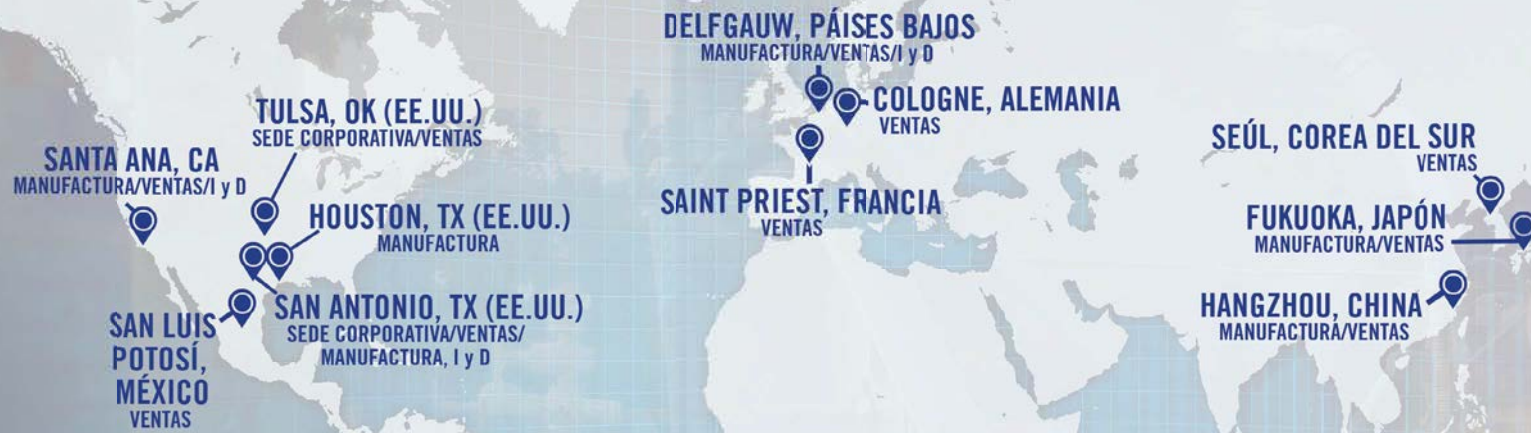 DELFGAUW, PÁISES BAJOS
MANUFACTURA/VENTAS/I y D
TULSA, OK (EE.UU.)
SEDE CORPORATIVA/VENTAS
COLOGNE, ALEMANIA
VENTAS
SANTA ANA, CA
MANUFACTURA/VENTAS/I y D
SEÚL, COREA DEL SUR
VENTAS
HOUSTON, TX (EE.UU.)
MANUFACTURA
SAINT PRIEST, FRANCIA
VENTAS
FUKUOKA, JAPÓN
MANUFACTURA/VENTAS
SAN ANTONIO, TX (EE.UU.)
SEDE CORPORATIVA/VENTAS/
MANUFACTURA, I y D
HANGZHOU, CHINA
MANUFACTURA/VENTAS
SAN LUIS
POTOSÍ,
MÉXICO
VENTAS